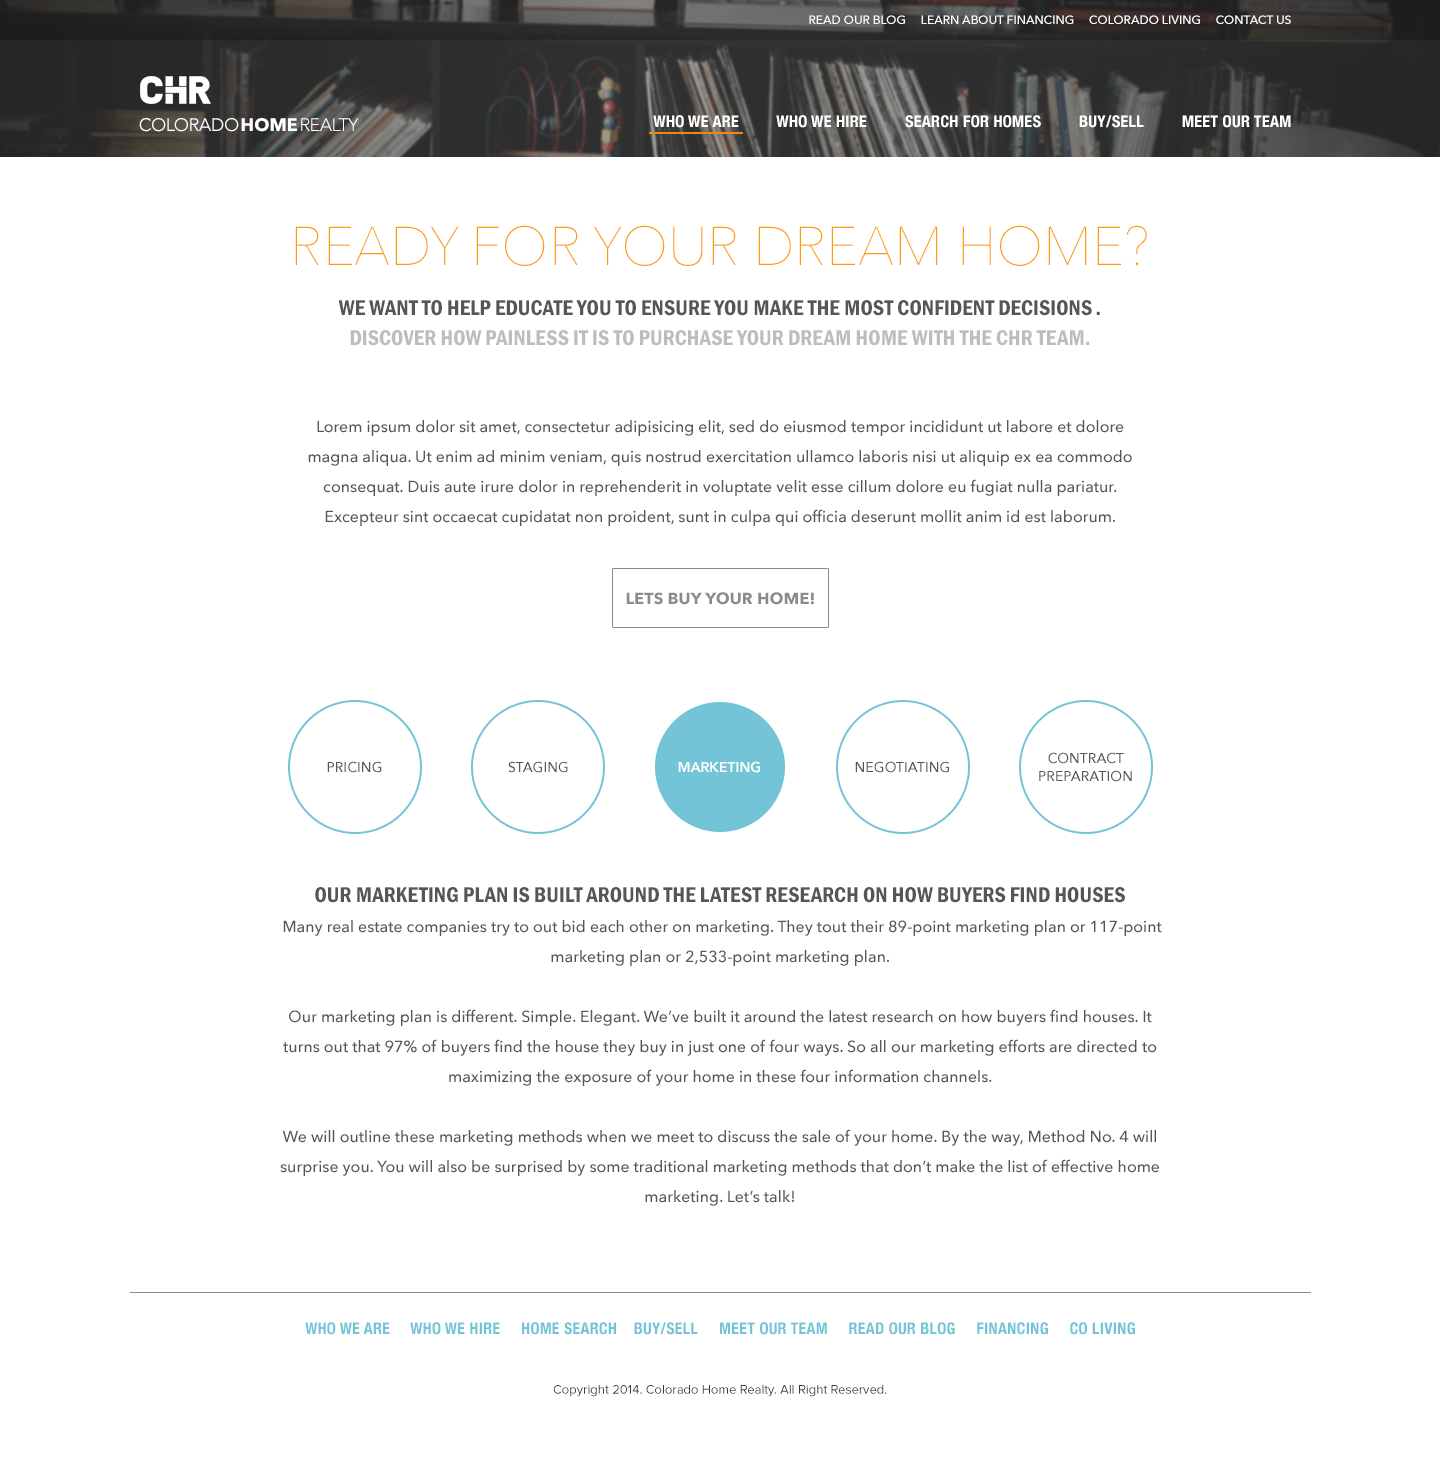 READ OUR BLOG LEARN ABOUT FINANCING COLORADO LIVING CONTACT US
CHR
COLORADO HOME REALTY
WHO WE ARE WHO WE HIRE SEARCH FOR HOMES BUY/SELL MEET OUR TEAM
READY FOR YOUR DREAM HOME?
WE WANT TO HELP EDUCATE YOU TO ENSURE YOU MAKE THE MOST CONFIDENT DECISIONS .
DISCOVER HOW PAINLESS IT IS TO PURCHASE YOUR DREAM HOME WITH THE CHR TEAM.
Lorem ipsum dolor sit amet, consectetur adipisicing elit, sed do eiusmod tempor incididunt ut labore et dolore
magna aliqua. Ut enim ad minim veniam, quis nostrud exercitation ullamco laboris nisi ut aliquip ex ea commodo
consequat. Duis aute irure dolor in reprehenderit in voluptate velit esse cillum dolore eu fugiat nulla pariatur.
Excepteur sint occaecat cupidatat non proident, sunt in culpa qui officia deserunt mollit anim id est laborum.
LETS BUY YOUR HOME!
PRICING
STAGING
MARKETING
NEGOTIATING
CONTRACT
PREPARATION
OUR MARKETING PLAN IS BUILT AROUND THE LATEST RESEARCH ON HOW BUYERS FIND HOUSES
Many real estate companies try to out bid each other on marketing. They tout their 89-point marketing plan or 117-point
marketing plan or 2,533-point marketing plan.
Our marketing plan is different. Simple. Elegant. We’ve built it around the latest research on how buyers find houses. It
turns out that 97% of buyers find the house they buy in just one of four ways. So all our marketing efforts are directed to
maximizing the exposure of your home in these four information channels.
We will outline these marketing methods when we meet to discuss the sale of your home. By the way, Method No. 4 will
surprise you. You will also be surprised by some traditional marketing methods that don’t make the list of effective home
marketing. Let’s talk!
WHO WE ARE WHO WE HIRE HOME SEARCH BUY/SELL MEET OUR TEAM READ OUR BLOG FINANCING CO LIVING
Copyright 2014. Colorado Home Realty. All Right Reserved.